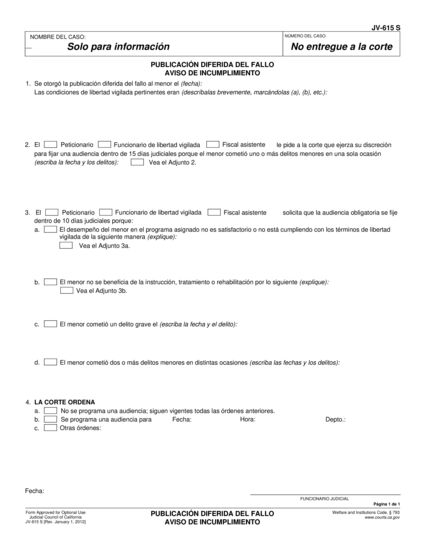 JV-615 S
NOMBRE DEL CASO:
NÚMERO DEL CASO:
Solo para información
No entregue a la corte
PUBLICACIÓN DIFERIDA DEL FALLO
AVISO DE INCUMPLIMIENTO
1. Se otorgó la publicación diferida del fallo al menor el (fecha):
Las condiciones de libertad vigilada pertinentes eran (descríbalas brevemente, marcándolas (a), (b), etc.):
2. El Peticionario Funcionario de libertad vigilada Fiscal asistente le pide a la corte que ejerza su discreción
para fijar una audiencia dentro de 15 días judiciales porque el menor cometió uno o más delitos menores en una sola ocasión
(escriba la fecha y los delitos): Vea el Adjunto 2.
3. El Peticionario Funcionario de libertad vigilada Fiscal asistente solicita que la audiencia obligatoria se fije
dentro de 10 días judiciales porque:
a. El desempeño del menor en el programa asignado no es satisfactorio o no está cumpliendo con los términos de libertad
vigilada de la siguiente manera (explique):
Vea el Adjunto 3a.
b. El menor no se beneficia de la instrucción, tratamiento o rehabilitación por lo siguiente (explique):
Vea el Adjunto 3b.
c. El menor cometió un delito grave el (escriba la fecha y el delito):
d. El menor cometió dos o más delitos menores en distintas ocasiones (escriba las fechas y los delitos):
4. LA CORTE ORDENA
a. No se programa una audiencia; siguen vigentes todas las órdenes anteriores.
b. Se programa una audiencia para Fecha: Hora: Depto.:
c. Otras órdenes:
Fecha:
FUNCIONARIO JUDICIAL
Página 1 de 1
Form Approved for Optional Use
Judicial Council of California
JV-615 S [Rev. January 1, 2012]
PUBLICACIÓN DIFERIDA DEL FALLO
AVISO DE INCUMPLIMIENTO
Welfare and Institutions Code, § 793
www.courts.ca.gov